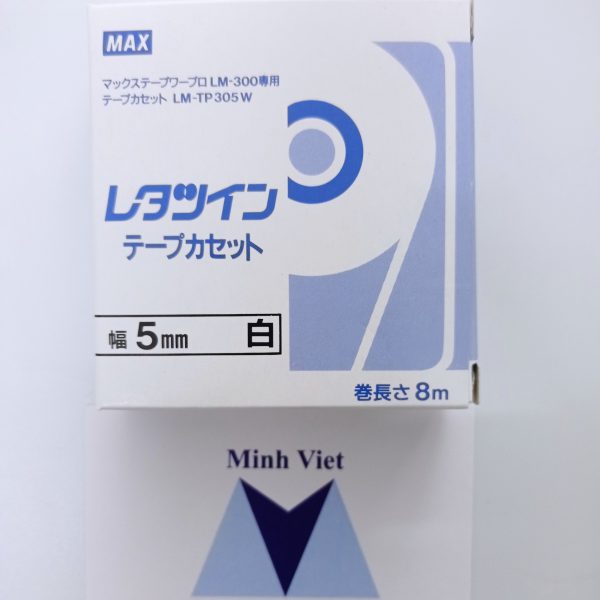 MAX
マックステープワープロ LM-300専用
テープカセット LM-TP305W
レタツイン
テープカセット
幅 5mm 白
巻長さ 8m
Minh Viet